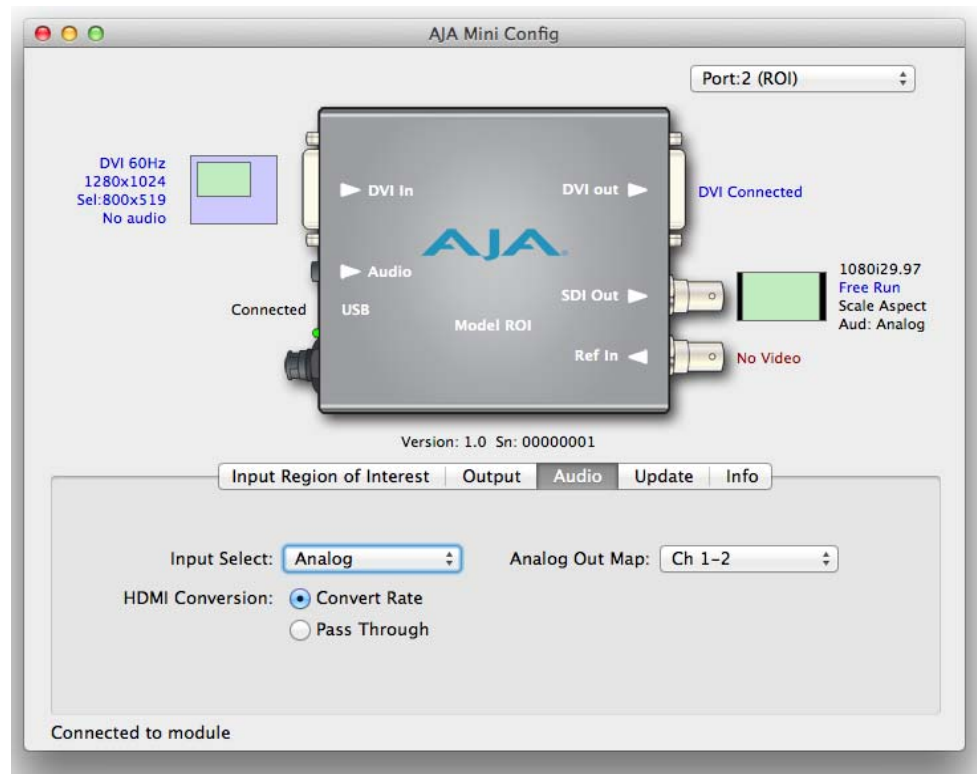 AJA Mini Config
Port:2 (ROI)
DVI 60Hz
1280x1024
Sel:800x519
No audio
DVI In
DVI out
DVI Connected
AJA.
Audio
Connected
USB
SDI Out
1080i29.97
Free Run
Scale Aspect
Aud: Analog
Model ROI
Ref In
No Video
Version: 1.0 Sn: 00000001
Input Region of Interest
Output
Audio
Update
Info
Input Select: Analog
Analog Out Map: Ch 1-2
HDMI Conversion: Convert Rate
Pass Through
Connected to module